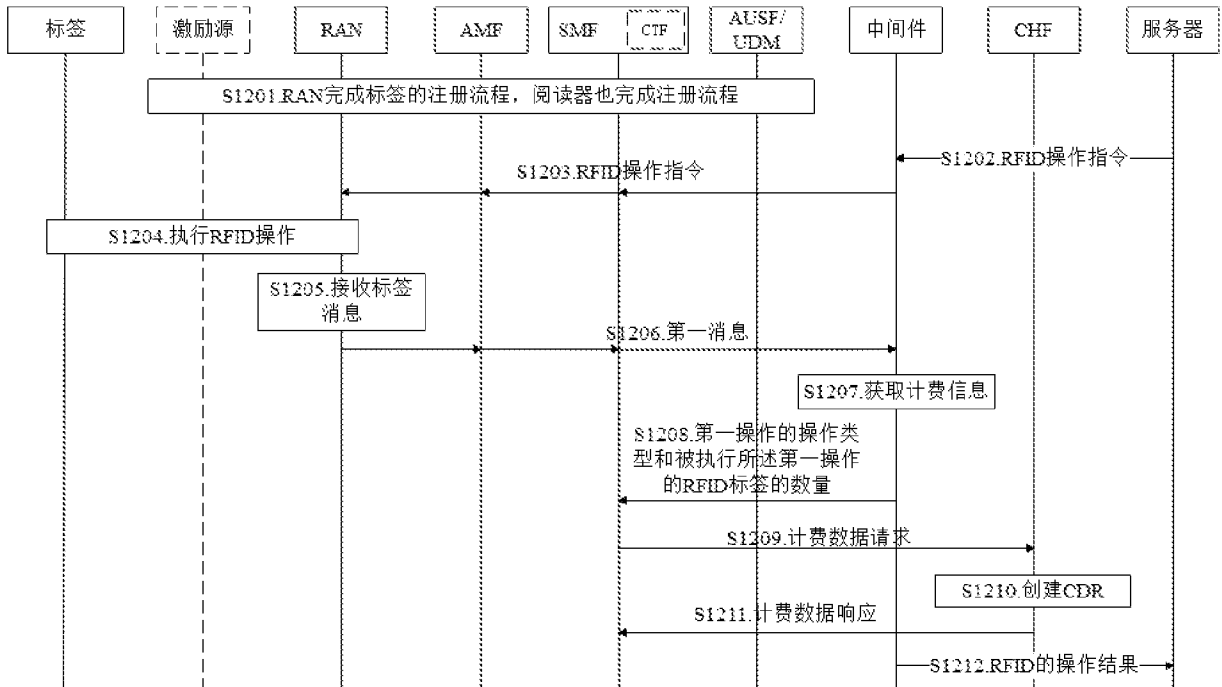 标签
激励源
RAN
AMF
SMF
CTF
AUSF/
UDM
中间件
CHF
服务器
S1201.RAN完成标签的注册流程，阅读器也完成注册流程
S1202.RFID操作指令
S1203.RFID操作指令
S1204.执行RFID操作
S1205.接收标签
消息
S1206.第一消息
S1207.获取计费信息
S1208.第一操作的操作类
型和被执行所述第一操作
的RFID标签的数量
S1209.计费数据请求
S1210.创建CDR
S1211.计费数据响应
S1212.RFID的操作结果